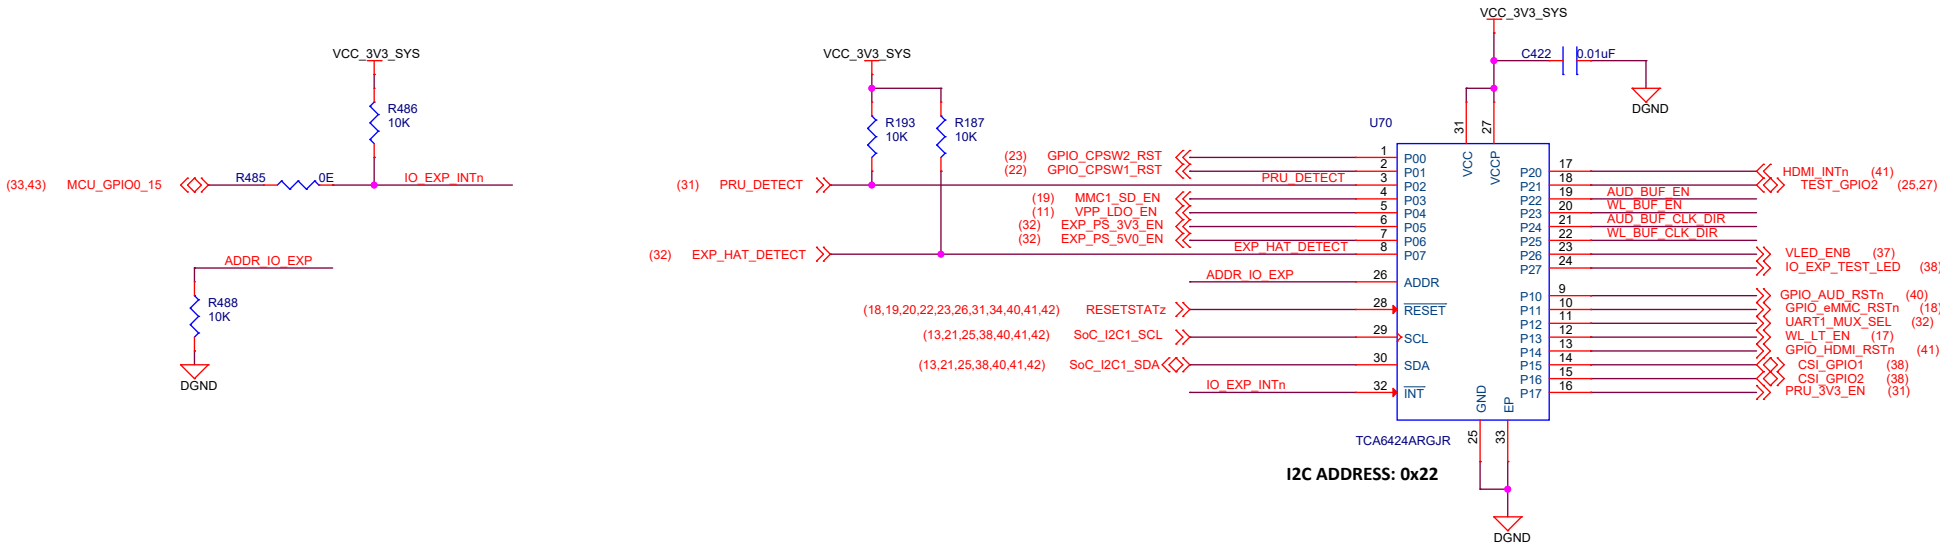 VCC_3V3_SYS
R486
10K
(33,43) MCU_GPIO0_15
R485
0E
IO_EXP_INTn
ADDR_IO_EXP
R488
10K
DGND
VCC_3V3_SYS
R193
10K
R187
10K
VCC_3V3_SYS
C422
0.01uF
DGND
U70
31
27
VCC
VCCP
(23) GPIO_CPSW2_RST 1 P00
(22) GPIO_CPSW1_RST 2 P01
(31) PRU_DETECT PRU_DETECT 3 P02
(19) MMC1_SD_EN 4 P03
(11) VPP_LDO_EN 5 P04
(32) EXP_PS_3V3_EN 6 P05
(32) EXP_PS_5V0_EN 7 P06
(32) EXP_HAT_DETECT EXP_HAT_DETECT 8 P07
ADDR_IO_EXP 26 ADDR
(18,19,20,22,23,26,31,34,40,41,42) RESETSTATz 28 RESET
(13,21,25,38,40,41,42) SoC_I2C1_SCL 29 SCL
(13,21,25,38,40,41,42) SoC_I2C1_SDA 30 SDA
IO_EXP_INTn 32 INT
P20 17 HDMI_INTn (41)
P21 18 TEST_GPIO2 (25,27)
P22 19 AUD_BUF_EN
P23 20 WL_BUF_EN
P24 21 AUD_BUF_CLK_DIR
P25 22 WL_BUF_CLK_DIR
P26 23 VLED_ENB (37)
P27 24 IO_EXP_TEST_LED (38)
P10 9 GPIO_AUD_RSTn (40)
P11 10 GPIO_eMMC_RSTn (18)
P12 11 UART1_MUX_SEL (32)
P13 12 WL_LT_EN (17)
P14 13 GPIO_HDMI_RSTn (41)
P15 14 CSI_GPIO1 (38)
P16 15 CSI_GPIO2 (38)
P17 16 PRU_3V3_EN (31)
GND
EP
25
33
TCA6424ARGJR
I2C ADDRESS: 0x22
DGND